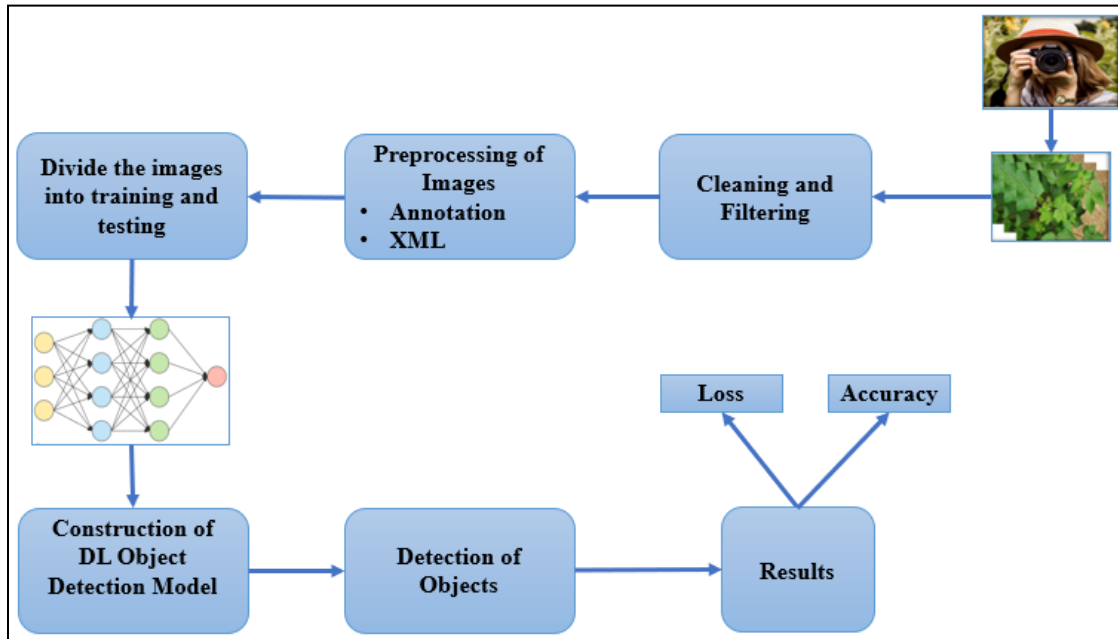 Divide the images
into training and
testing
Preprocessing of
Images
• Annotation
• XML
Cleaning and
Filtering
Loss
Accuracy
Construction of
DL Object
Detection Model
Detection of
Objects
Results